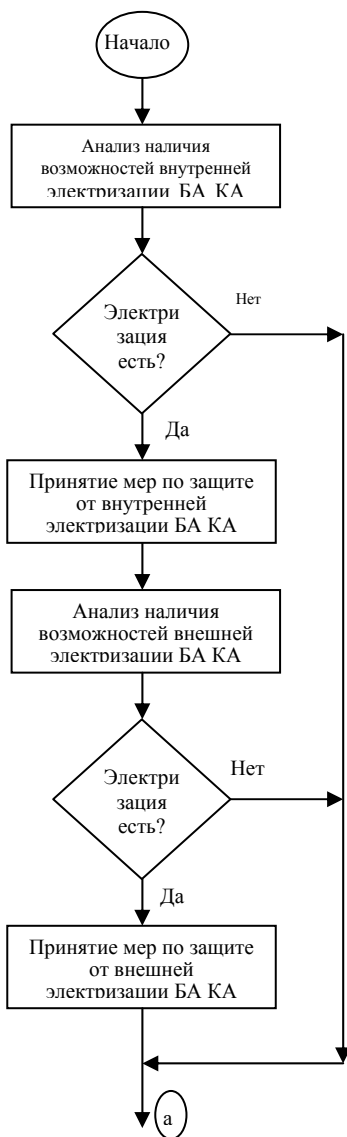 Начало
Анализ наличия
возможностей внутренней
электризации БА КА
Электри
зация
есть?
Нет
Да
Принятие мер по защите
от внутренней
электризации БА КА
Анализ наличия
возможностей внешней
электризации БА КА
Электри
зация
есть?
Нет
Да
Принятие мер по защите
от внешней
электризации БА КА
а